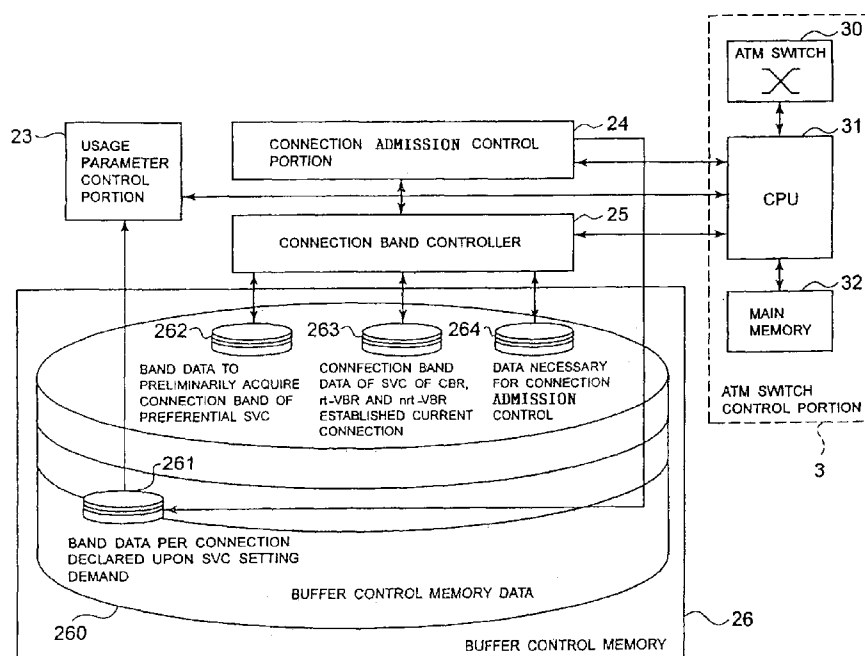 30
ATM SWITCH
23
USAGE
PARAMETER
CONTROL
PORTION
24
CONNECTION ADMISSION CONTROL
PORTION
31
CPU
25
CONNECTION BAND CONTROLLER
32
MAIN
MEMORY
ATM SWITCH
CONTROL PORTION
3
262
BAND DATA TO
PRELIMINARILY ACQUIRE
CONNECTION BAND OF
PREFERENTIAL SVC
263
CONNFECTION BAND
DATA OF SVC OF CBR,
rt-VBR AND nrt-VBR
ESTABLISHED CURRENT
CONNECTION
264
DATA NECESSARY
FOR CONNECTION
ADMISSION
CONTROL
261
BAND DATA PER CONNECTION
DECLARED UPON SVC SETTING
DEMAND
BUFFER CONTROL MEMORY DATA
260
26
BUFFER CONTROL MEMORY